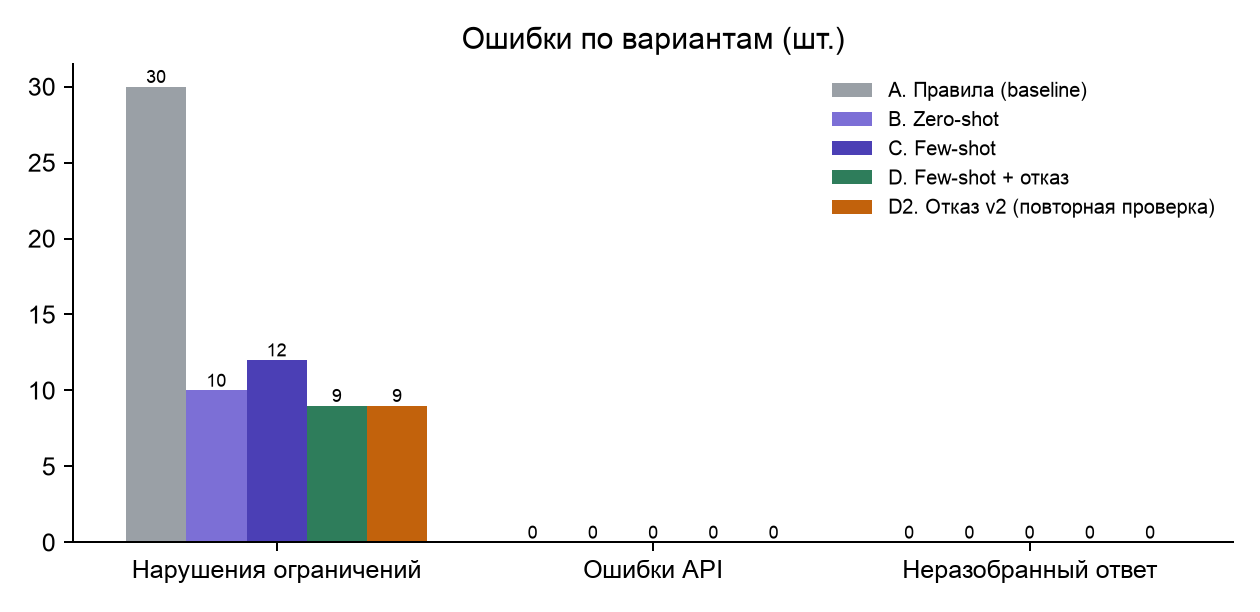 Ошибки по вариантам (шт.)
A. Правила (baseline)
B. Zero-shot
C. Few-shot
D. Few-shot + отказ
D2. Отказ v2 (повторная проверка)
30
25
20
15
10
5
0
30
10
12
9
9
0 0 0 0 0
0 0 0 0 0
Нарушения ограничений
Ошибки API
Неразобранный ответ